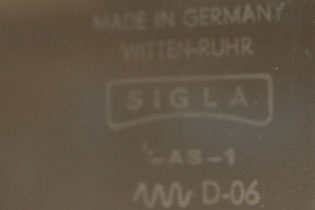 MADE IN GERMANY
WITTEN-RUHR
SIGLA
-AS-1
D-06